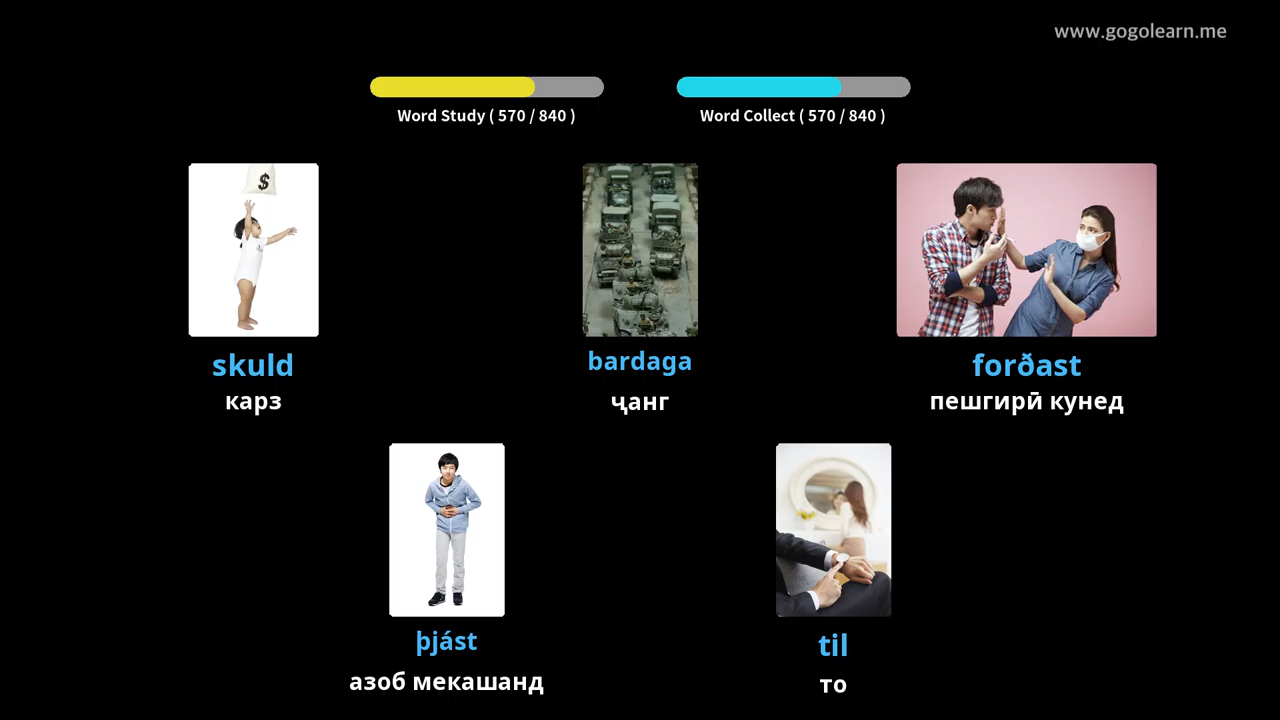 www.gogolearn.me
Word Study ( 570 / 840 )
Word Collect ( 570 / 840 )
$
skuld
карз
bardaga
ҷанг
forðast
пешгирӣ кунед
þjást
азоб мекашанд
til
то